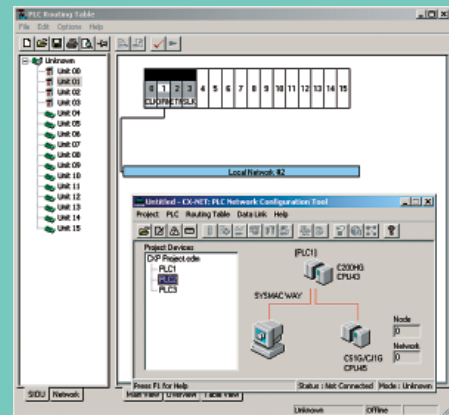 PLC Routing Table
File Edit Options Help
Unknown
Unit 00
Unit 01
Unit 02
Unit 03
Unit 04
Unit 05
Unit 06
Unit 07
Unit 08
Unit 09
Unit 10
Unit 11
Unit 12
Unit 13
Unit 14
Unit 15
0 1 2 3 4 5 6 7 8 9 10 11 12 13 14 15
Local Network #2
Untitled - CX-NET: PLC Network Configuration Tool
Project PLC Routing Table Data Link Help
Project Devices
CXP Project.cdm
PLC1
PLC2
PLC3
(PLC1)
C200HG
CPU43
SYSMAC WAY
CS1G/CJ1G
CPU45
Node
0
Network
0
Press F1 for Help
Status : Not Connected Mode : Unknown
SIOU Network
Main View Overview Table View
Unknown Offline